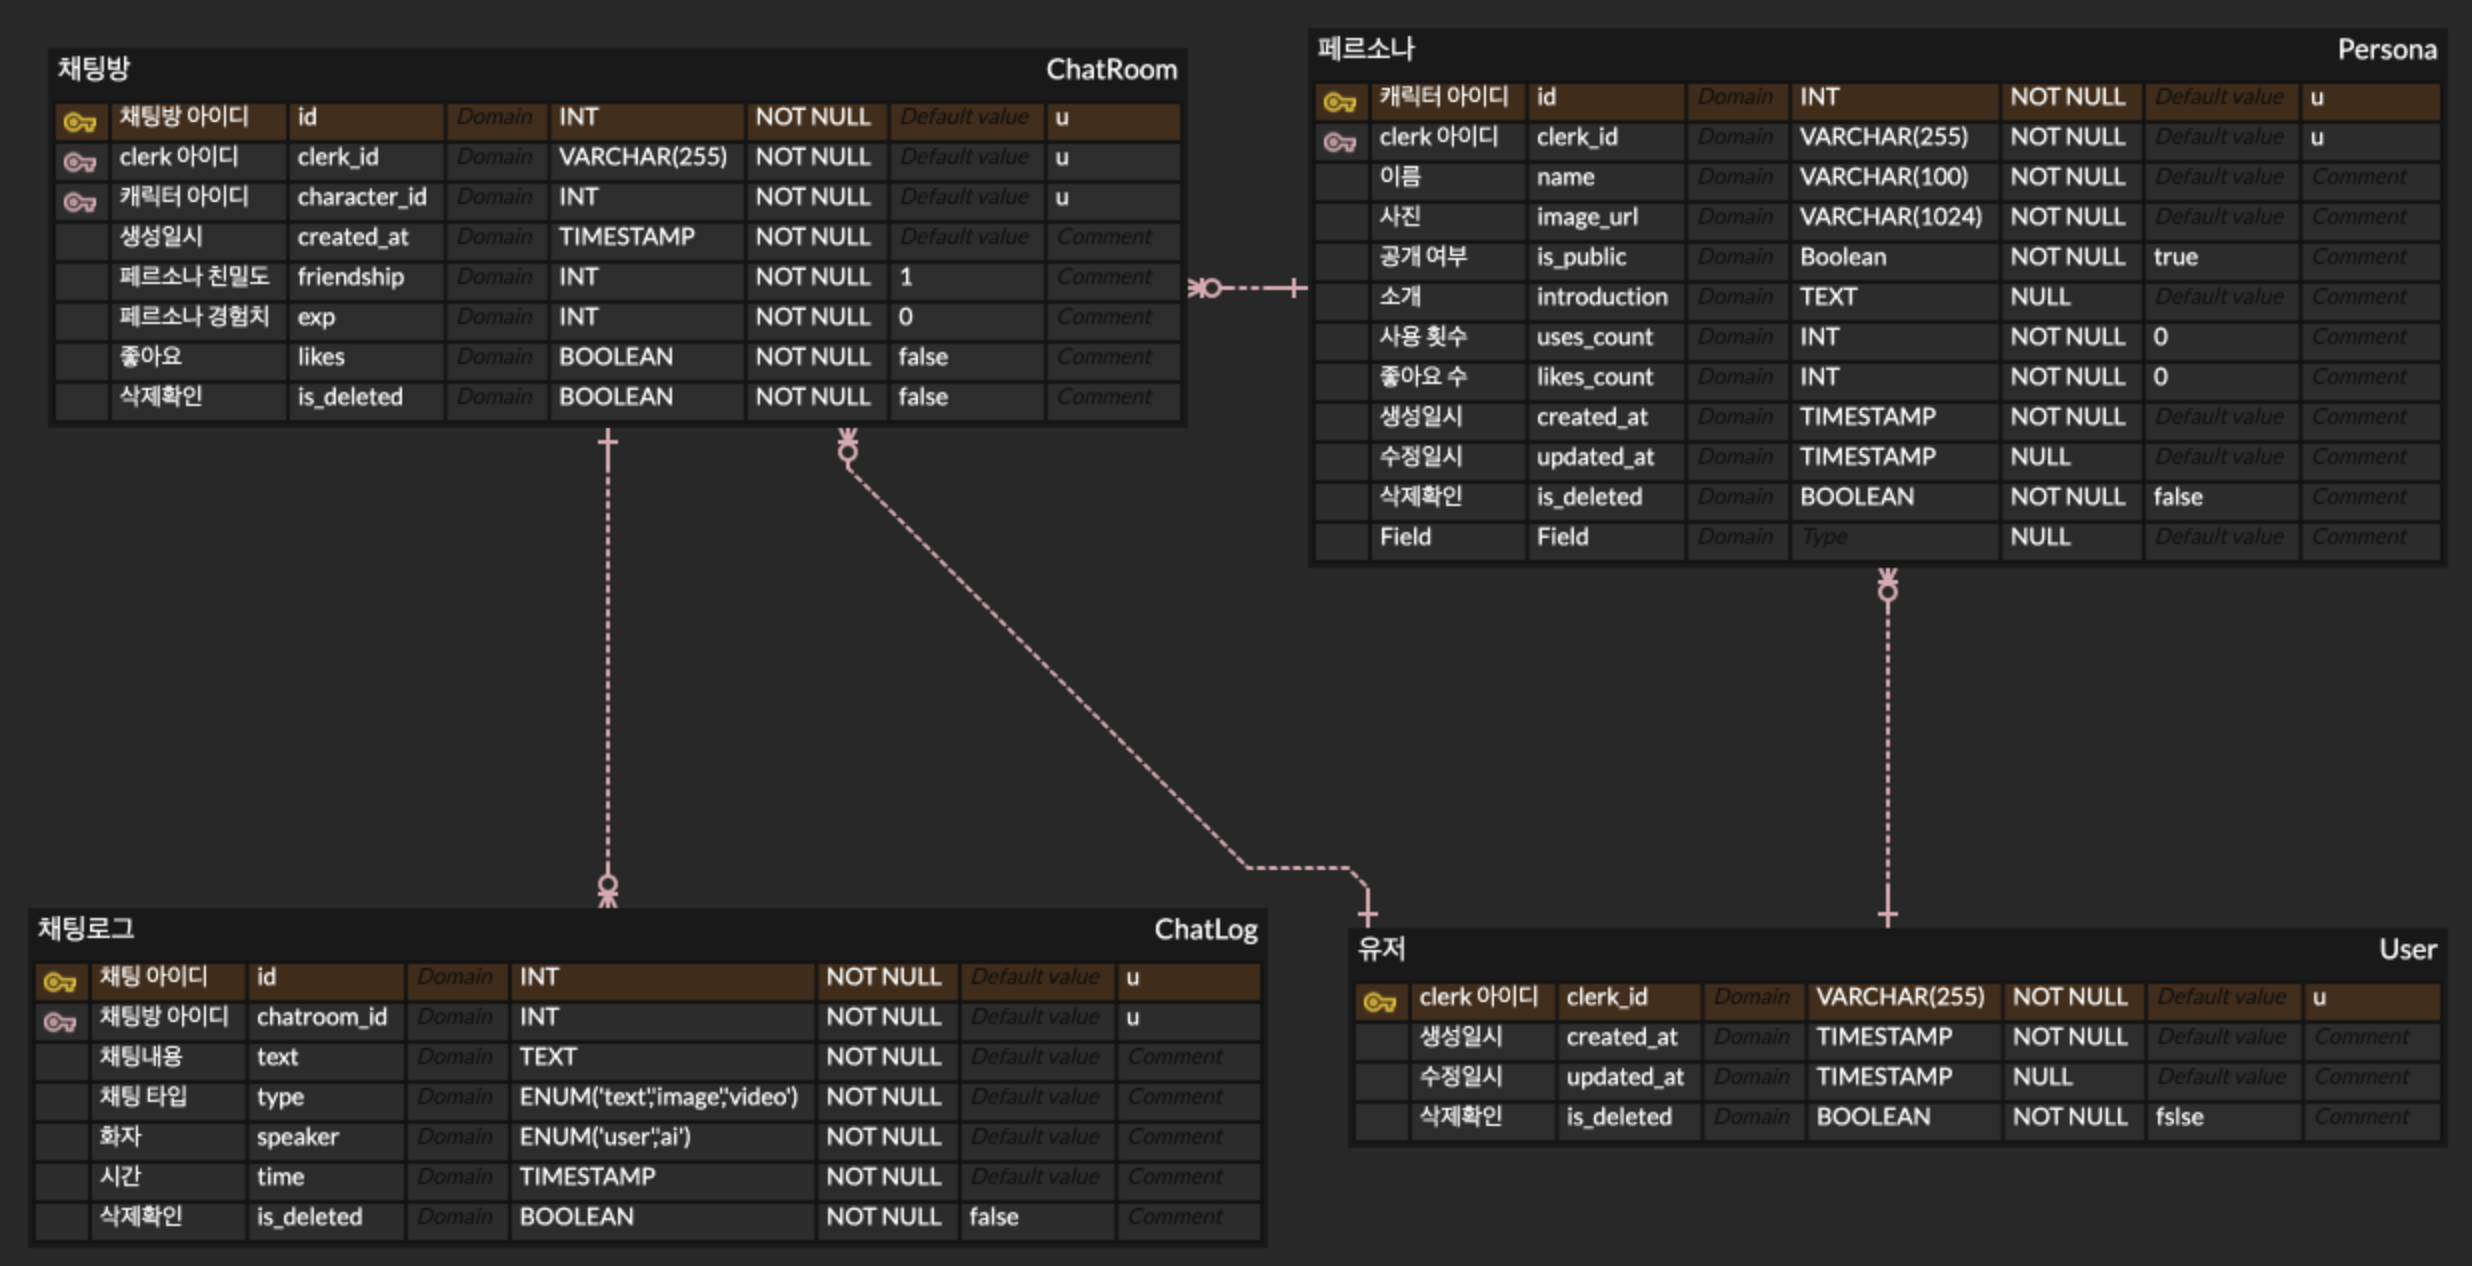 채팅방 ChatRoom
채팅방 아이디 id Domain INT NOT NULL Default value u
clerk 아이디 clerk_id Domain VARCHAR(255) NOT NULL Default value u
캐릭터 아이디 character_id Domain INT NOT NULL Default value u
생성일시 created_at Domain TIMESTAMP NOT NULL Default value Comment
페르소나 친밀도 friendship Domain INT NOT NULL 1 Comment
페르소나 경험치 exp Domain INT NOT NULL 0 Comment
좋아요 likes Domain BOOLEAN NOT NULL false Comment
삭제확인 is_deleted Domain BOOLEAN NOT NULL false Comment
페르소나 Persona
캐릭터 아이디 id Domain INT NOT NULL Default value u
clerk 아이디 clerk_id Domain VARCHAR(255) NOT NULL Default value u
이름 name Domain VARCHAR(100) NOT NULL Default value Comment
사진 image_url Domain VARCHAR(1024) NOT NULL Default value Comment
공개 여부 is_public Domain Boolean NOT NULL true Comment
소개 introduction Domain TEXT NULL Default value Comment
사용 횟수 uses_count Domain INT NOT NULL 0 Comment
좋아요 수 likes_count Domain INT NOT NULL 0 Comment
생성일시 created_at Domain TIMESTAMP NOT NULL Default value Comment
수정일시 updated_at Domain TIMESTAMP NULL Default value Comment
삭제확인 is_deleted Domain BOOLEAN NOT NULL false Comment
Field Field Domain Type NULL Default value Comment
채팅로그 ChatLog
채팅 아이디 id Domain INT NOT NULL Default value u
채팅방 아이디 chatroom_id Domain INT NOT NULL Default value u
채팅내용 text Domain TEXT NOT NULL Default value Comment
채팅 타입 type Domain ENUM('text','image','video') NOT NULL Default value Comment
화자 speaker Domain ENUM('user','ai') NOT NULL Default value Comment
시간 time Domain TIMESTAMP NOT NULL Default value Comment
삭제확인 is_deleted Domain BOOLEAN NOT NULL false Comment
유저 User
clerk 아이디 clerk_id Domain VARCHAR(255) NOT NULL Default value u
생성일시 created_at Domain TIMESTAMP NOT NULL Default value Comment
수정일시 updated_at Domain TIMESTAMP NULL Default value Comment
삭제확인 is_deleted Domain BOOLEAN NOT NULL fslse Comment